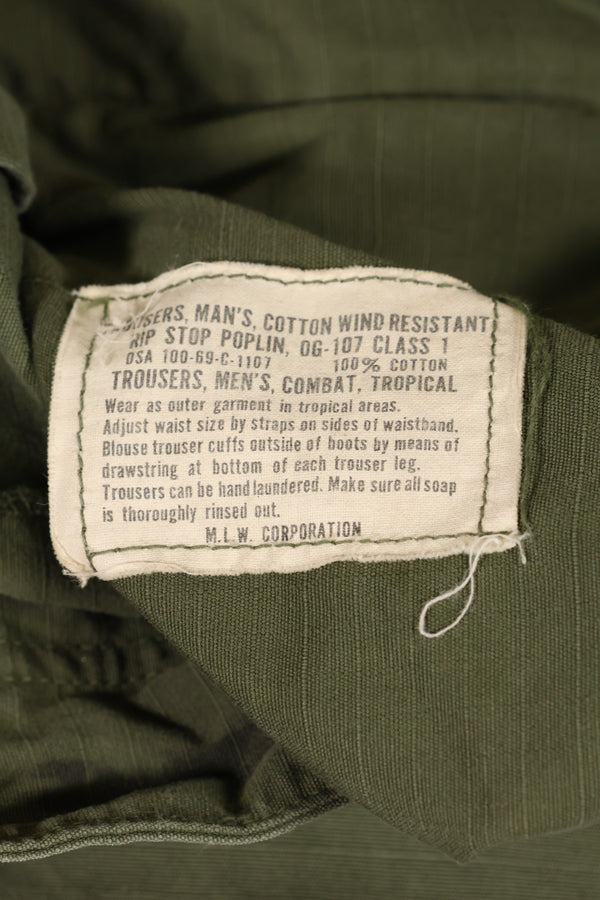 TROUSERS, MAN'S, COTTON WIND RESISTANT
RIP STOP POPLIN, OG-107 CLASS 1
DSA 100-69-C-1107 100% COTTON
TROUSERS, MEN'S, COMBAT, TROPICAL
Wear as outer garment in tropical areas.
Adjust waist size by straps on sides of waistband.
Blouse trouser cuffs outside of boots by means of
drawstring at bottom of each trouser leg.
Trousers can be hand laundered. Make sure all soap
is thoroughly rinsed out.
M.L.W. CORPORATION